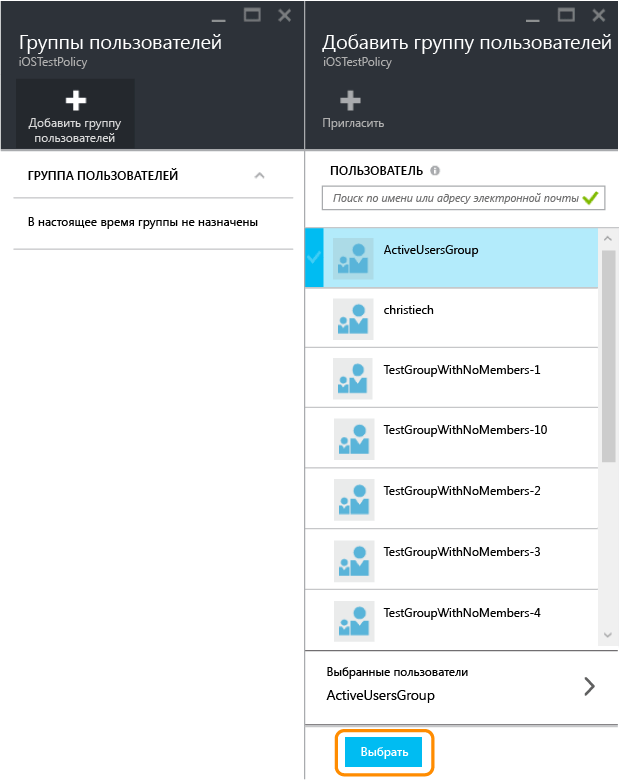 Группы пользователей
iOSTestPolicy
Добавить группу
пользователей
ГРУППА ПОЛЬЗОВАТЕЛЕЙ
В настоящее время группы не назначены
Добавить группу пользователей
iOSTestPolicy
Пригласить
ПОЛЬЗОВАТЕЛЬ
Поиск по имени или адресу электронной почты
ActiveUsersGroup
christiech
TestGroupWithNoMembers-1
TestGroupWithNoMembers-10
TestGroupWithNoMembers-2
TestGroupWithNoMembers-3
TestGroupWithNoMembers-4
Выбранные пользователи
ActiveUsersGroup
Выбрать